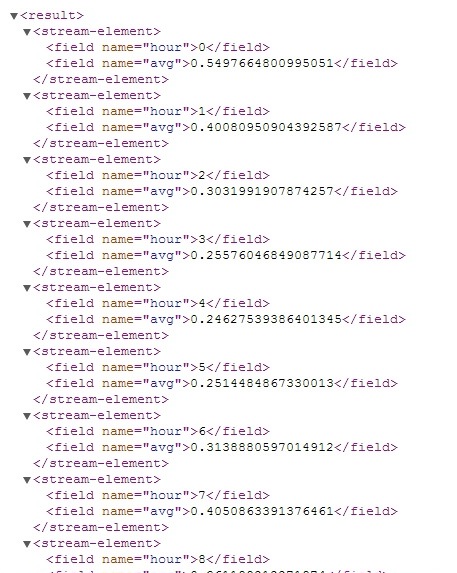 ▼<result>
▼<stream-element>
<field name="hour">0</field>
<field name="avg">0.5497664800995051</field>
</stream-element>
▼<stream-element>
<field name="hour">1</field>
<field name="avg">0.40080950904392587</field>
</stream-element>
▼<stream-element>
<field name="hour">2</field>
<field name="avg">0.3031991907874257</field>
</stream-element>
▼<stream-element>
<field name="hour">3</field>
<field name="avg">0.25576046849087714</field>
</stream-element>
▼<stream-element>
<field name="hour">4</field>
<field name="avg">0.24627539386401345</field>
</stream-element>
▼<stream-element>
<field name="hour">5</field>
<field name="avg">0.2514484867330013</field>
</stream-element>
▼<stream-element>
<field name="hour">6</field>
<field name="avg">0.3138880597014912</field>
</stream-element>
▼<stream-element>
<field name="hour">7</field>
<field name="avg">0.4050863391376461</field>
</stream-element>
▼<stream-element>
<field name="hour">8</field>